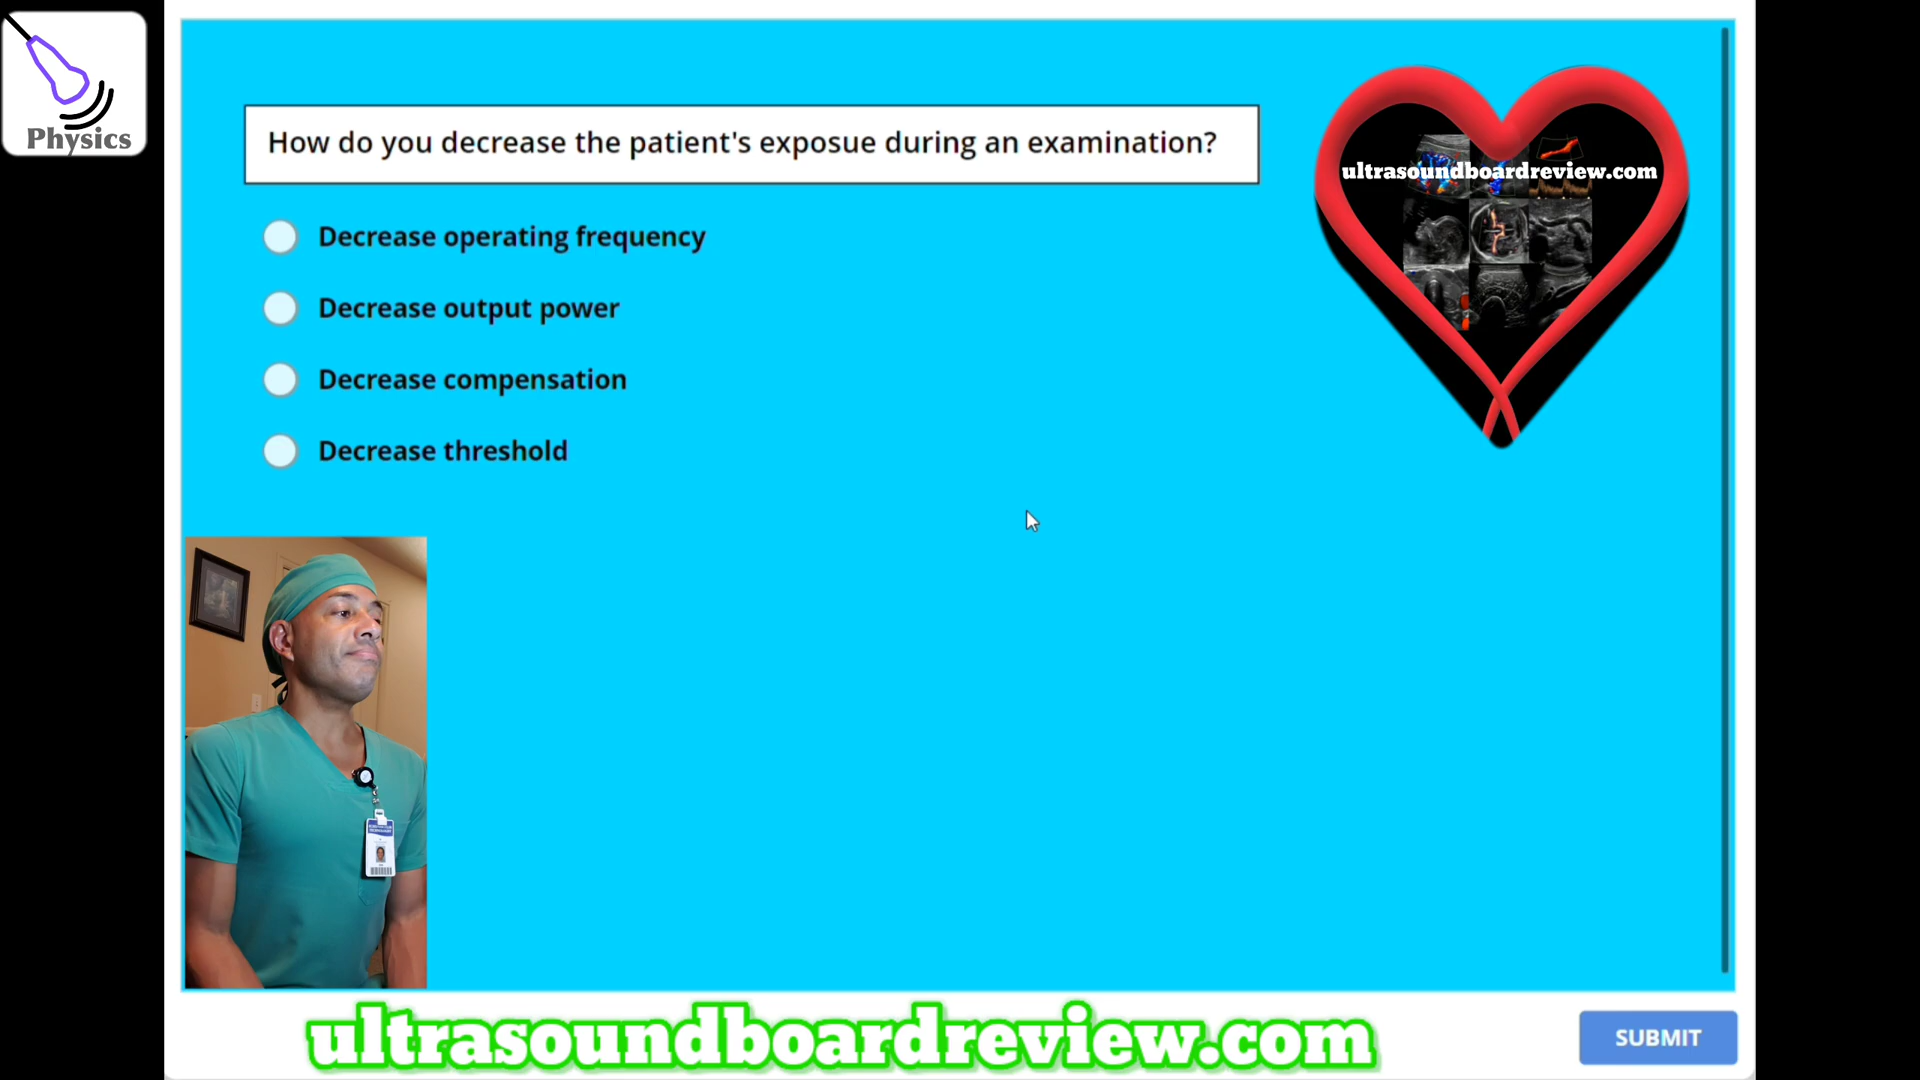 Physics
How do you decrease the patient's exposue during an examination?
ultrasoundboardreview.com
Decrease operating frequency
Decrease output power
Decrease compensation
Decrease threshold
ultrasoundboardreview.com
SUBMIT